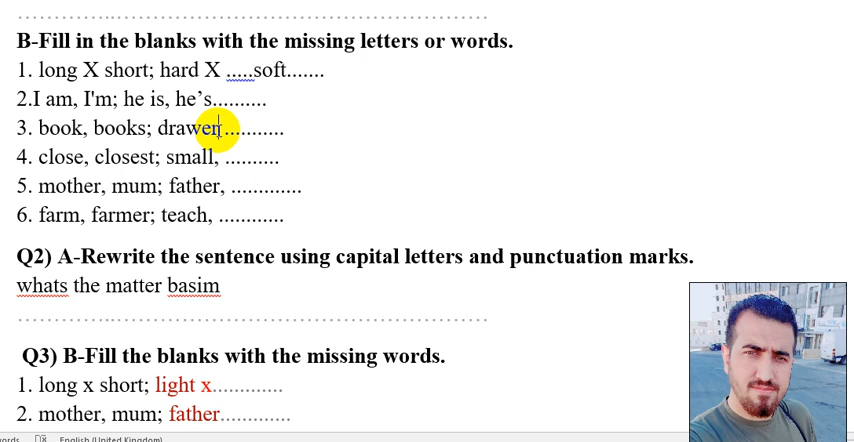 ..................................................................
B-Fill in the blanks with the missing letters or words.
1. long X short; hard X .....soft.......
2.I am, I'm; he is, he’s..........
3. book, books; drawer...........
4. close, closest; small, ..........
5. mother, mum; father, .............
6. farm, farmer; teach, ............
Q2) A-Rewrite the sentence using capital letters and punctuation marks.
whats the matter basim
..................................................................
Q3) B-Fill the blanks with the missing words.
1. long x short; light x.............
2. mother, mum; father.............
English (United Kingdom)